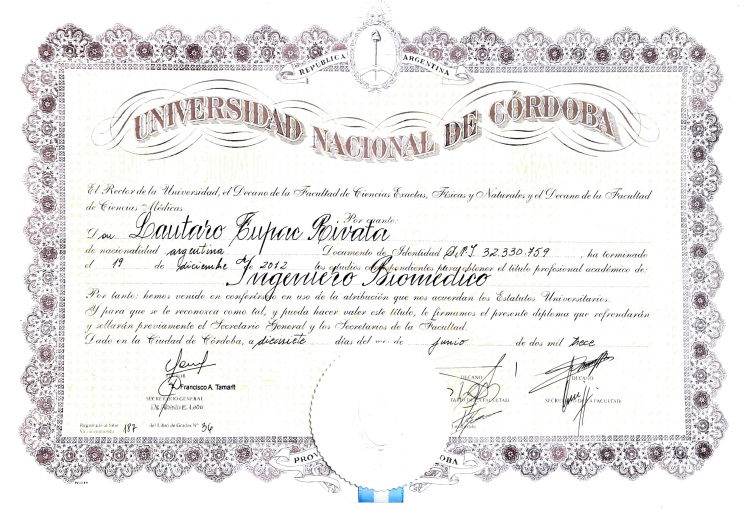 REPUBLICA ARGENTINA
UNIVERSIDAD NACIONAL DE CÓRDOBA
El Rector de la Universidad, el Decano de la Facultad de Ciencias Exactas, Físicas y Naturales y el Decano de la Facultad
de Ciencias Médicas
Por cuanto:
Don Lautaro Tupac Rivata
de nacionalidad argentina Documento de Identidad D.N.I 32.330.759, ha terminado
el 19 de diciembre de 2012 los estudios correspondientes para obtener el título profesional académico de:
Ingeniero Biomédico
Por tanto: hemos venido en conferírselo en uso de la atribución que nos acuerdan los Estatutos Universitarios.
Y para que se le reconozca como tal, y pueda hacer valer este título, le firmamos el presente diploma que refrendarán
y sellarán previamente el Secretario General y los Secretarios de la Facultad.
Dado en la Ciudad de Córdoba, a diecisiete días del mes de junio de dos mil trece
DECANO DECANO
Francisco A. Tamarit
SECRETARIO GENERAL FACULTAD SECRETARIO DE LA FACULTAD
Registrado al folio 187 del Libro de Grados Nº 36
PROV OBA